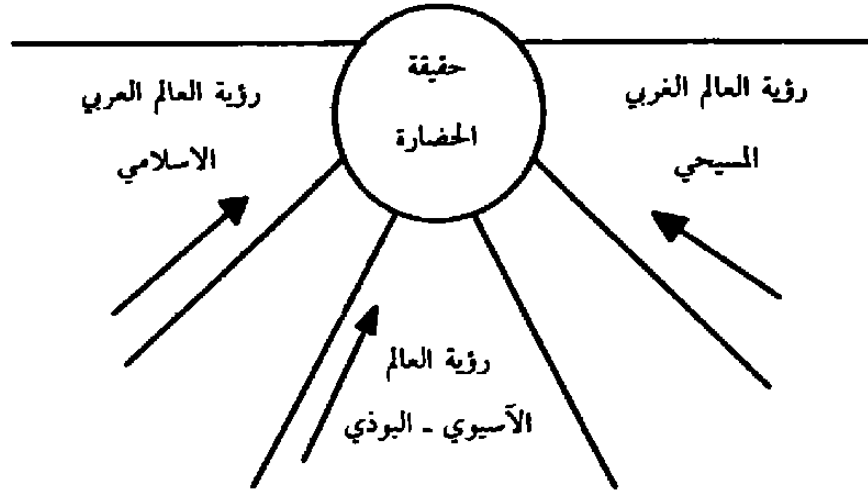 حقيقة
الحضارة
رؤية العالم الغربي
المسيحي
رؤية العالم العربي
الاسلامي
رؤية العالم
الآسيوي - البوذي